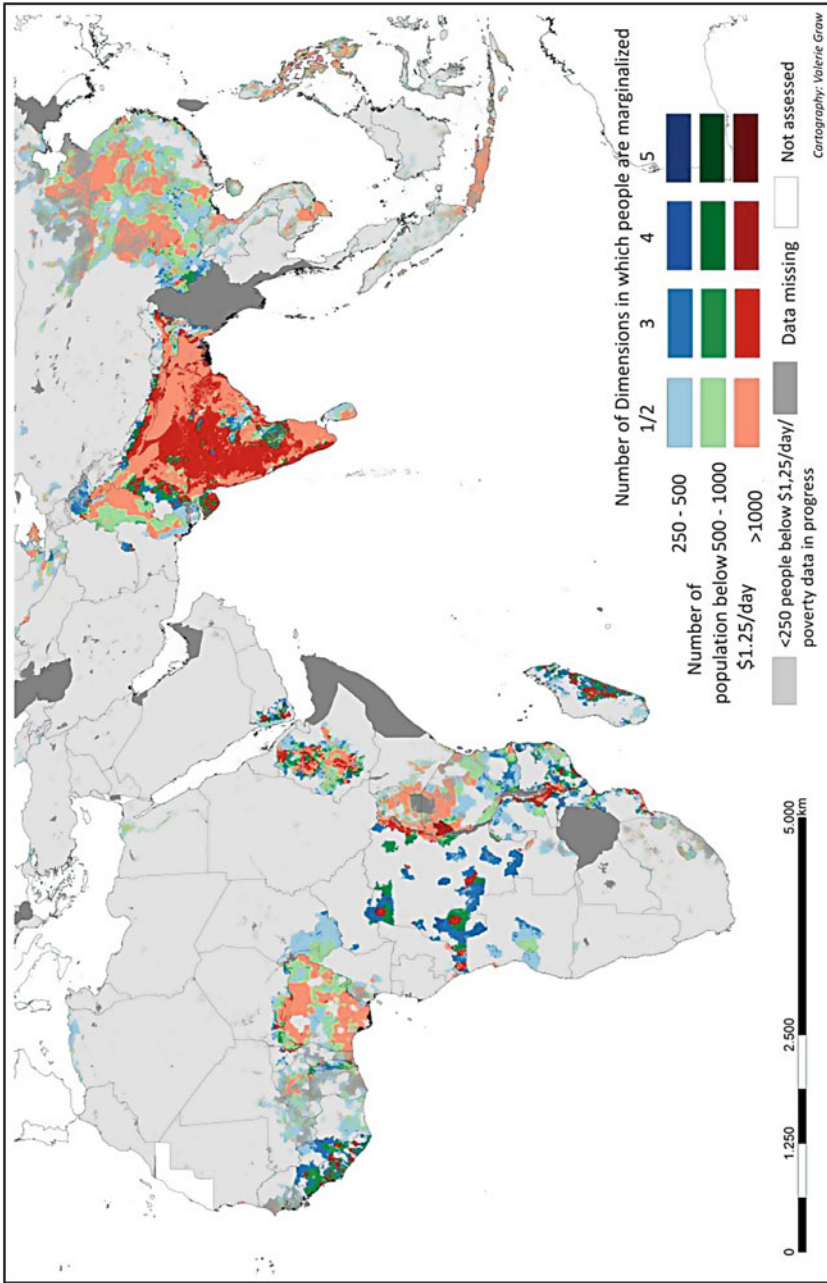 Number of Dimensions in which people are marginalized
1/2 3 4 5
Number of 250 - 500
population below 500 - 1000
$1.25/day >1000
<250 people below $1,25/day/ Data missing Not assessed
poverty data in progress
0 1.250 2.500 5.000
km
Cartography: Valerie Graw